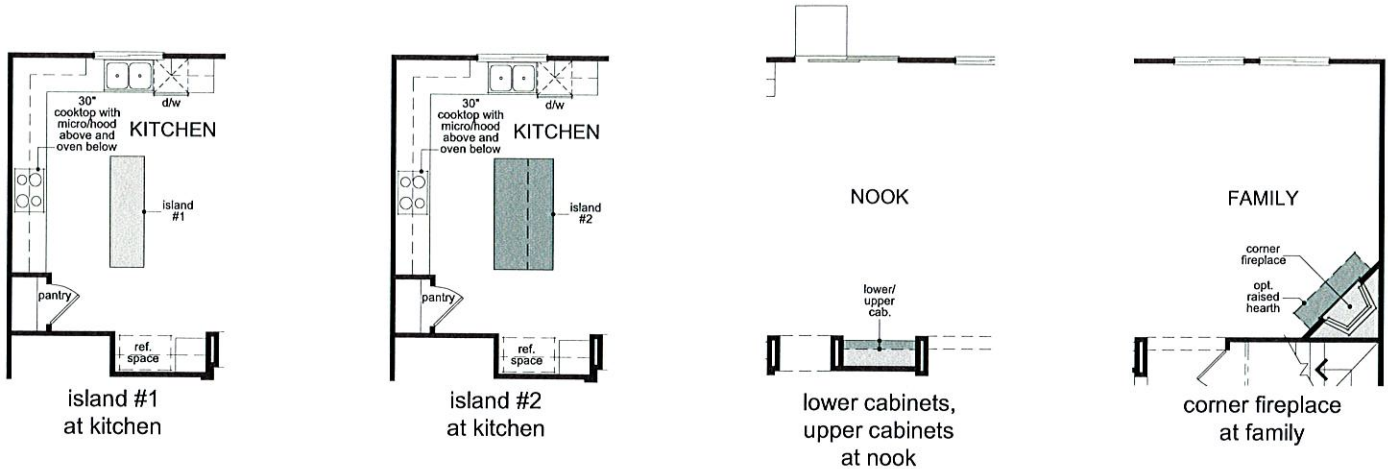 30"
cooktop with
micro/hood
above and
oven below
d/w
KITCHEN
island
#1
pantry
ref.
space
island #1
at kitchen
30"
cooktop with
micro/hood
above and
oven below
d/w
KITCHEN
island
#2
pantry
ref.
space
island #2
at kitchen
NOOK
lower/
upper
cab.
lower cabinets,
upper cabinets
at nook
FAMILY
corner
fireplace
opt.
raised
hearth
corner fireplace
at family